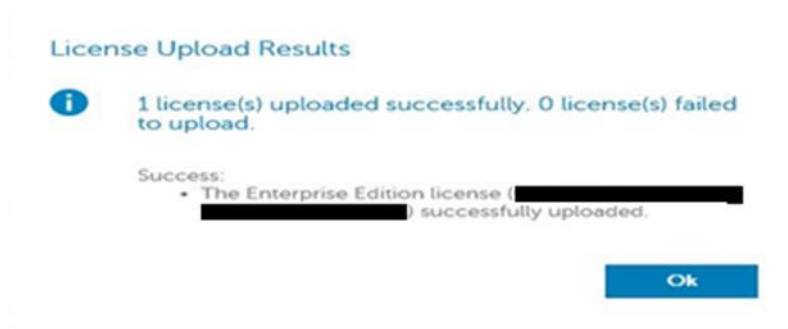 License Upload Results
i
1 license(s) uploaded successfully. 0 license(s) failed
to upload.
Success:
• The Enterprise Edition license (
) successfully uploaded.
Ok